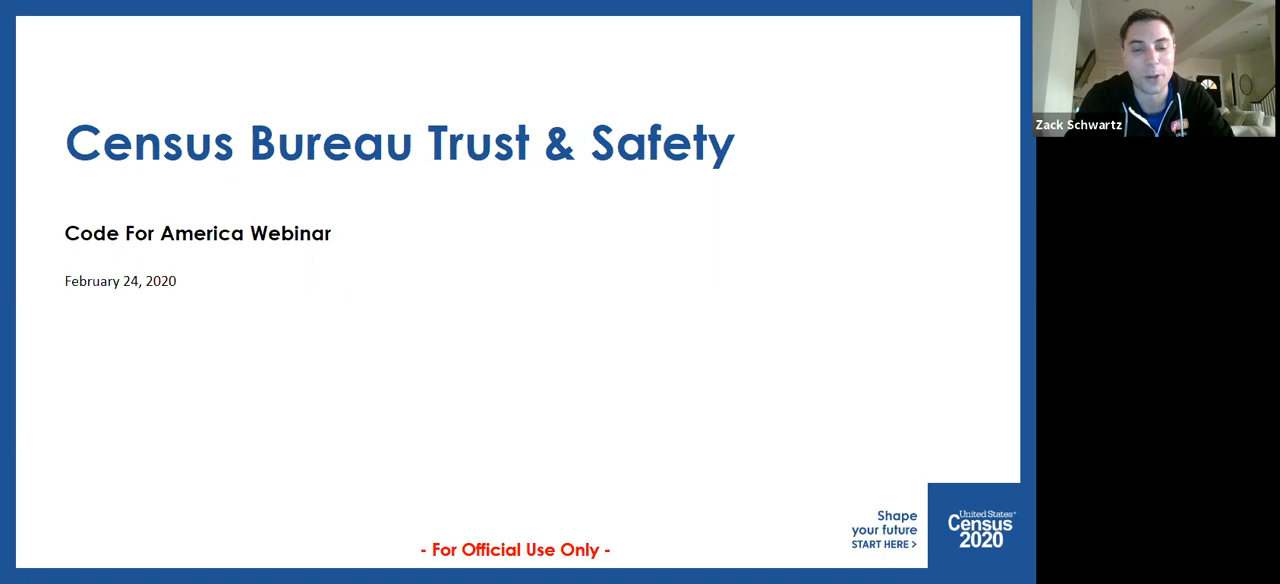 Census Bureau Trust & Safety
Code For America Webinar
February 24, 2020
Zack Schwartz
Shape
your future
START HERE >
United States®
Census
2020
- For Official Use Only -